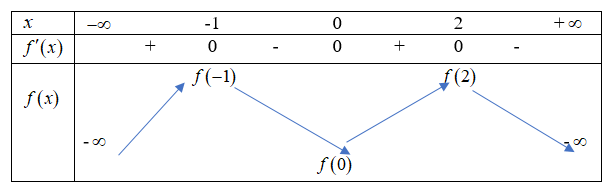 x –∞ -1 0 2 +∞
f′(x) + 0 - 0 + 0 -
f(–1) f(2)
f(x)
-∞ -∞
f(0)